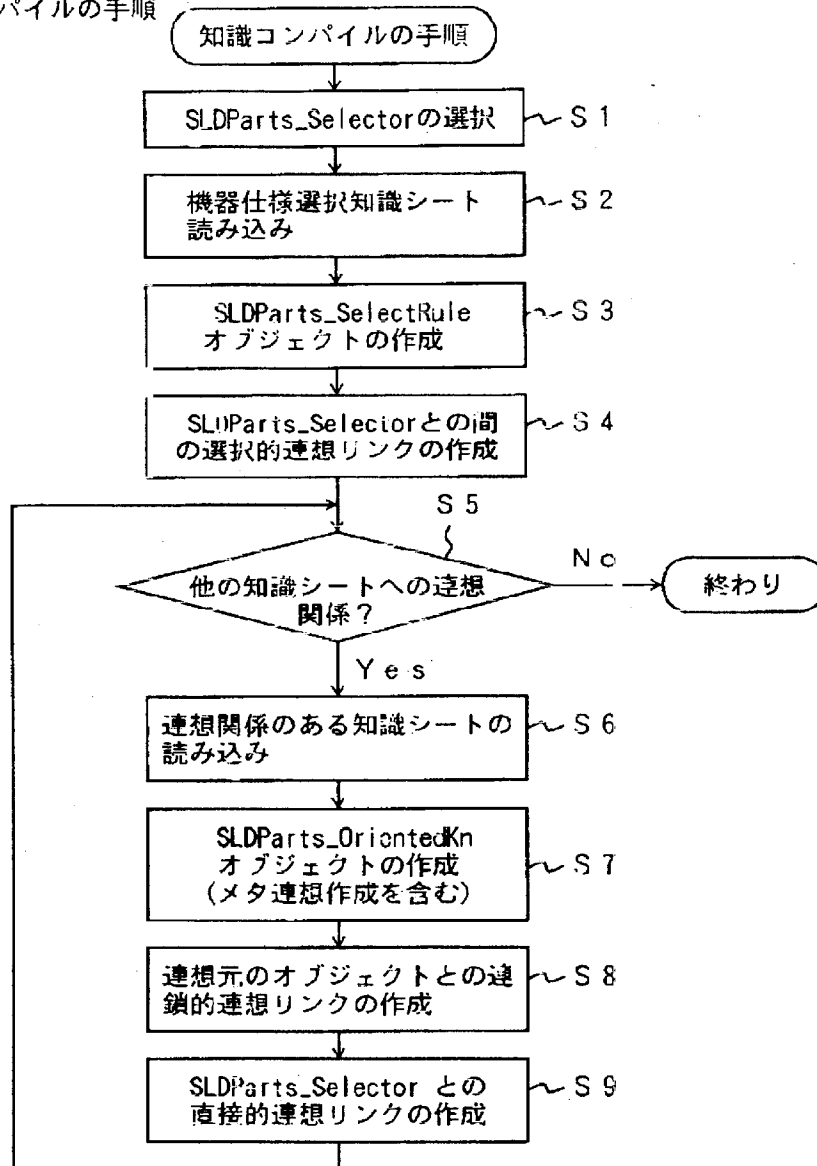 パイルの手順
知識コンパイルの手順
SLDParts_Selectorの選択
S1
機器仕様選択知識シート
読み込み
S2
SLDParts_SelectRule
オブジェクトの作成
S3
SLDParts_Selectorとの間
の選択的連想リンクの作成
S4
S5
他の知識シートへの連想
関係?
No
終わり
Yes
連想関係のある知識シートの
読み込み
S6
SLDParts_OrientedKn
オブジェクトの作成
(メタ連想作成を含む)
S7
連想元のオブジェクトとの連
鎖的連想リンクの作成
S8
SLDParts_Selector との
直接的連想リンクの作成
S9